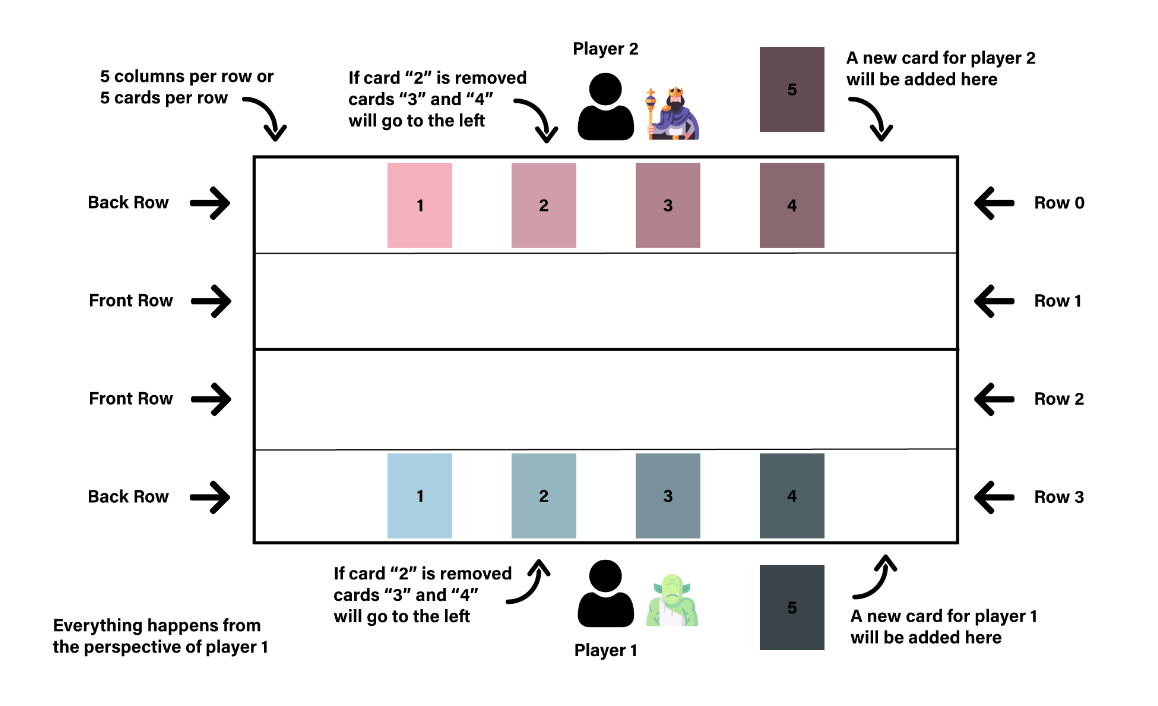 Player 2
5 columns per row or
5 cards per row
If card “2” is removed
cards “3” and “4”
will go to the left
5
A new card for player 2
will be added here
Back Row
1
2
3
4
Row 0
Front Row
Row 1
Front Row
Row 2
Back Row
1
2
3
4
Row 3
If card “2” is removed
cards “3” and “4”
will go to the left
Player 1
5
A new card for player 1
will be added here
Everything happens from
the perspective of player 1